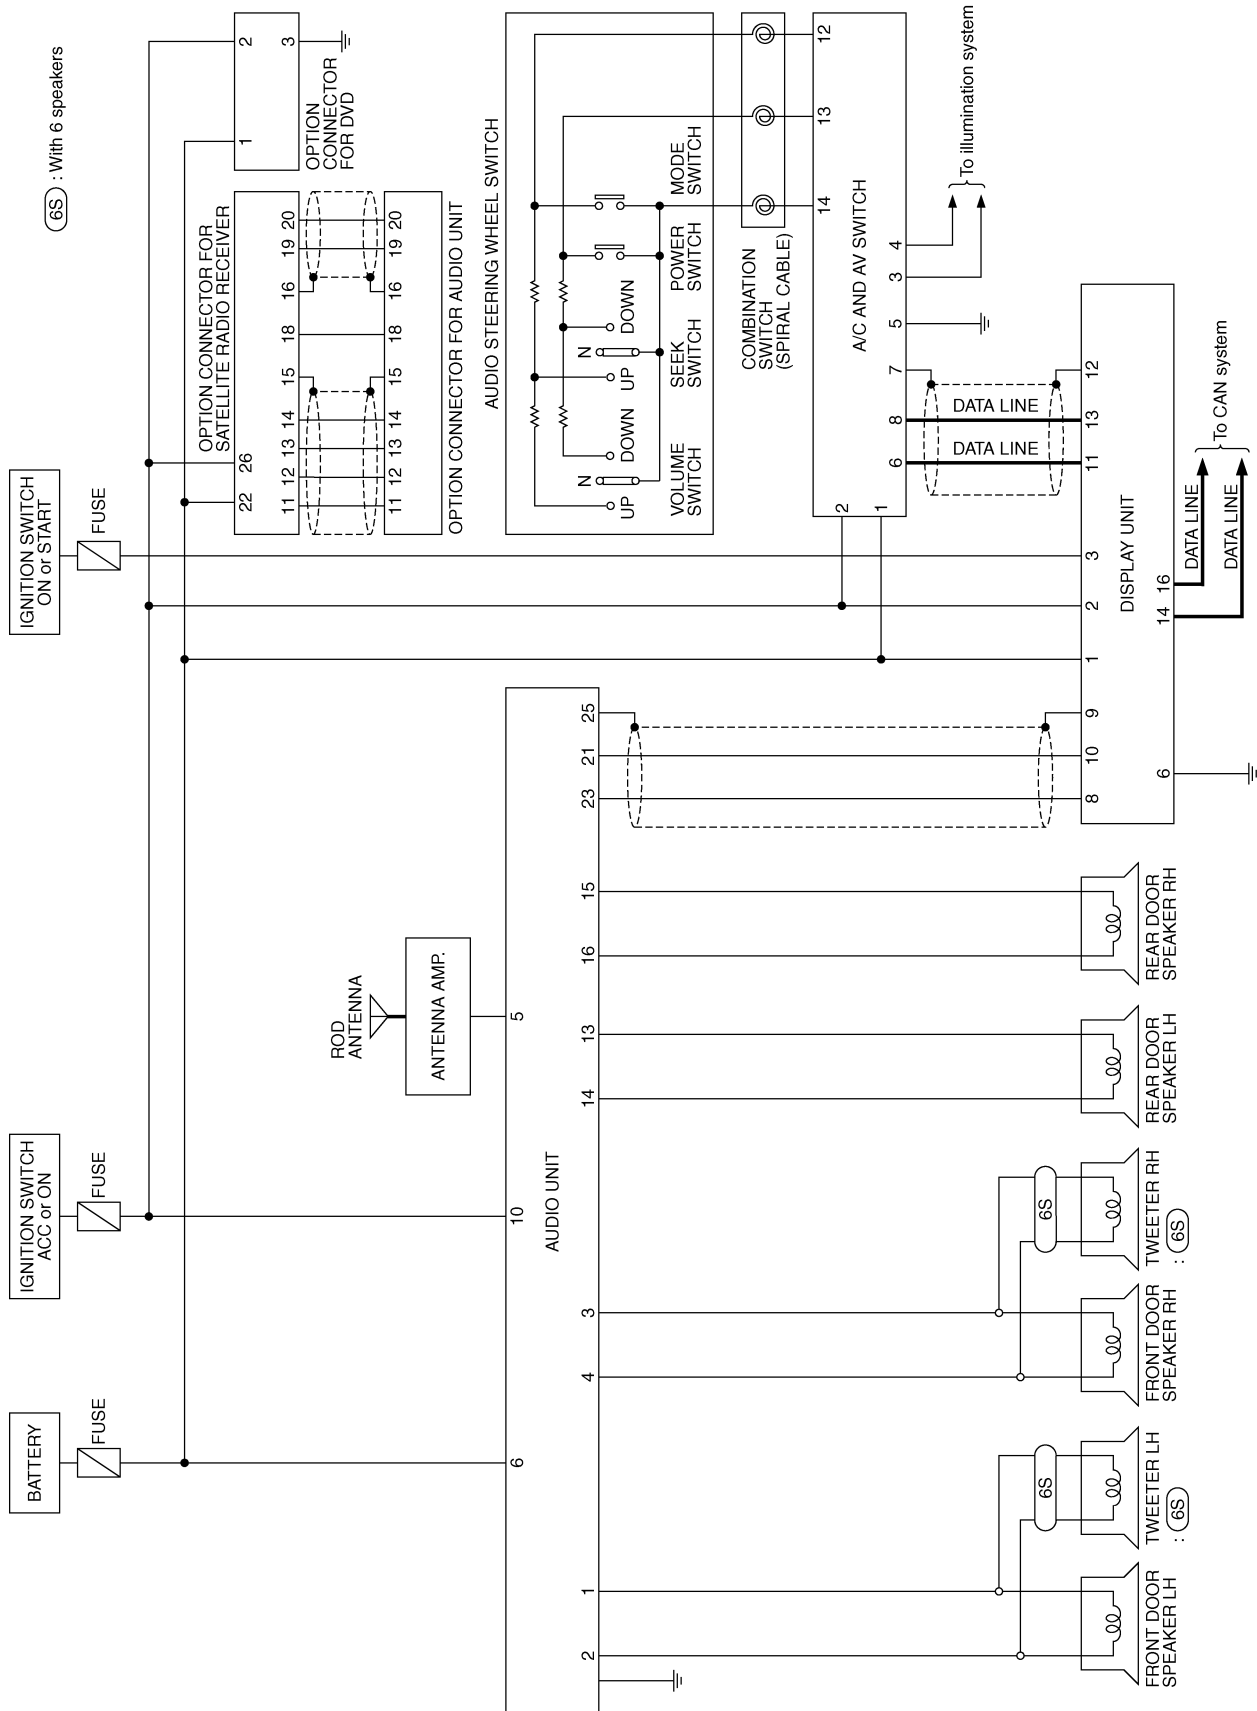 BATTERY
FUSE
IGNITION SWITCH
ACC or ON
FUSE
IGNITION SWITCH
ON or START
FUSE
6S : With 6 speakers
OPTION CONNECTOR FOR
SATELLITE RADIO RECEIVER
22 26
11 12 13 14 15 18 16 19 20
11 12 13 14 15 18 16 19 20
OPTION CONNECTOR FOR AUDIO UNIT
1 2
3
OPTION
CONNECTOR
FOR DVD
ROD
ANTENNA
ANTENNA AMP.
6 10 5
AUDIO UNIT
2 1 4 3 14 13 16 15 23 21 25
AUDIO STEERING WHEEL SWITCH
UP N DOWN UP N DOWN
VOLUME
SWITCH
SEEK
SWITCH
POWER
SWITCH
MODE
SWITCH
COMBINATION
SWITCH
(SPIRAL CABLE)
14 13 12
2
1
A/C AND AV SWITCH
6 8 7 5 3 4
To illumination system
DATA LINE
DATA LINE
6S
6S
8 10 9 1 2 3 11 13 12
DISPLAY UNIT
6 14 16
DATA LINE
DATA LINE
To CAN system
FRONT DOOR
SPEAKER LH
TWEETER LH
: 6S
FRONT DOOR
SPEAKER RH
TWEETER RH
: 6S
REAR DOOR
SPEAKER LH
REAR DOOR
SPEAKER RH